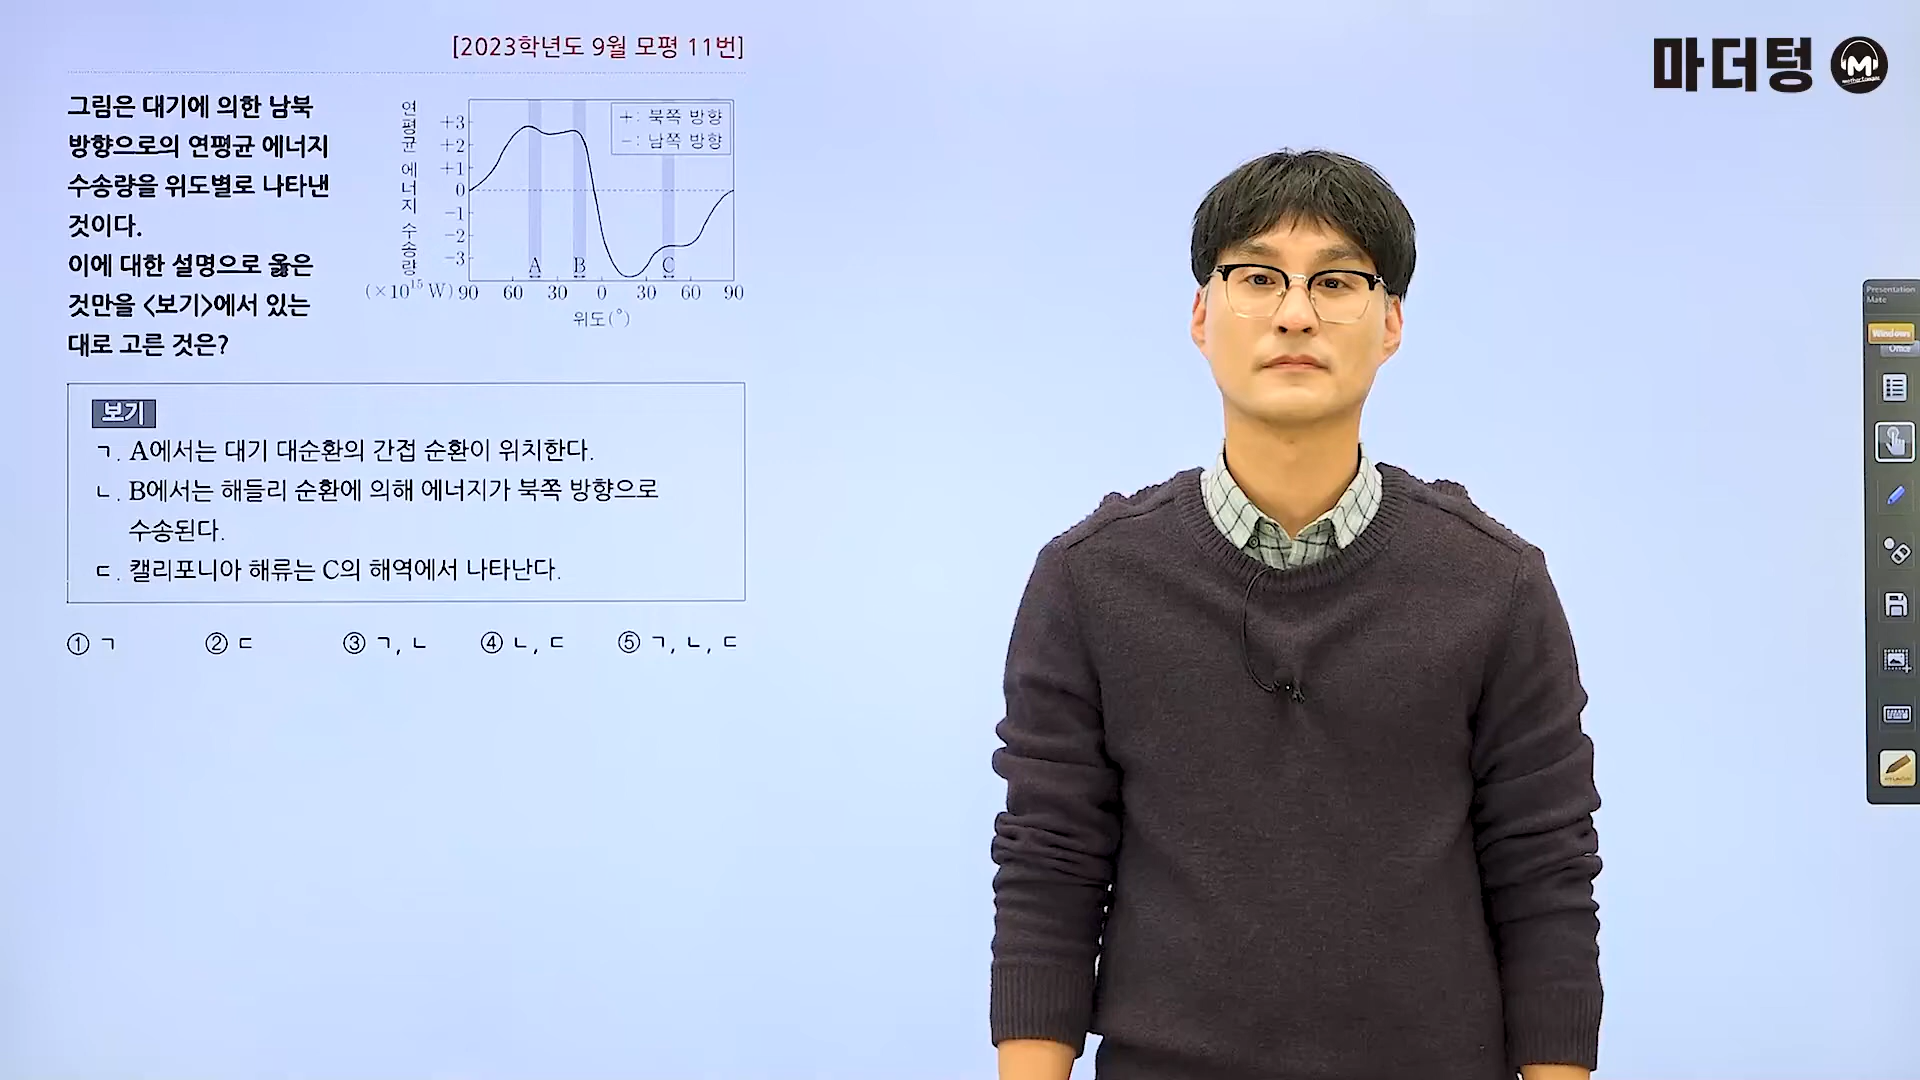 [2023학년도 9월 모평 11번]
마더텅
M
그림은 대기에 의한 남북
방향으로의 연평균 에너지
수송량을 위도별로 나타낸
것이다.
이에 대한 설명으로 옳은
것만을 <보기>에서 있는
대로 고른 것은?
연평균 에너지 수송량
(×10¹⁵ W)
+3
+2
+1
0
-1
-2
-3
+: 북쪽 방향
-: 남쪽 방향
A B C
90 60 30 0 30 60 90
위도(°)
보기
ㄱ. A에서는 대기 대순환의 간접 순환이 위치한다.
ㄴ. B에서는 해들리 순환에 의해 에너지가 북쪽 방향으로
수송된다.
ㄷ. 캘리포니아 해류는 C의 해역에서 나타난다.
① ㄱ ② ㄷ ③ ㄱ, ㄴ ④ ㄴ, ㄷ ⑤ ㄱ, ㄴ, ㄷ
Presentation
Mate
Windows
Office